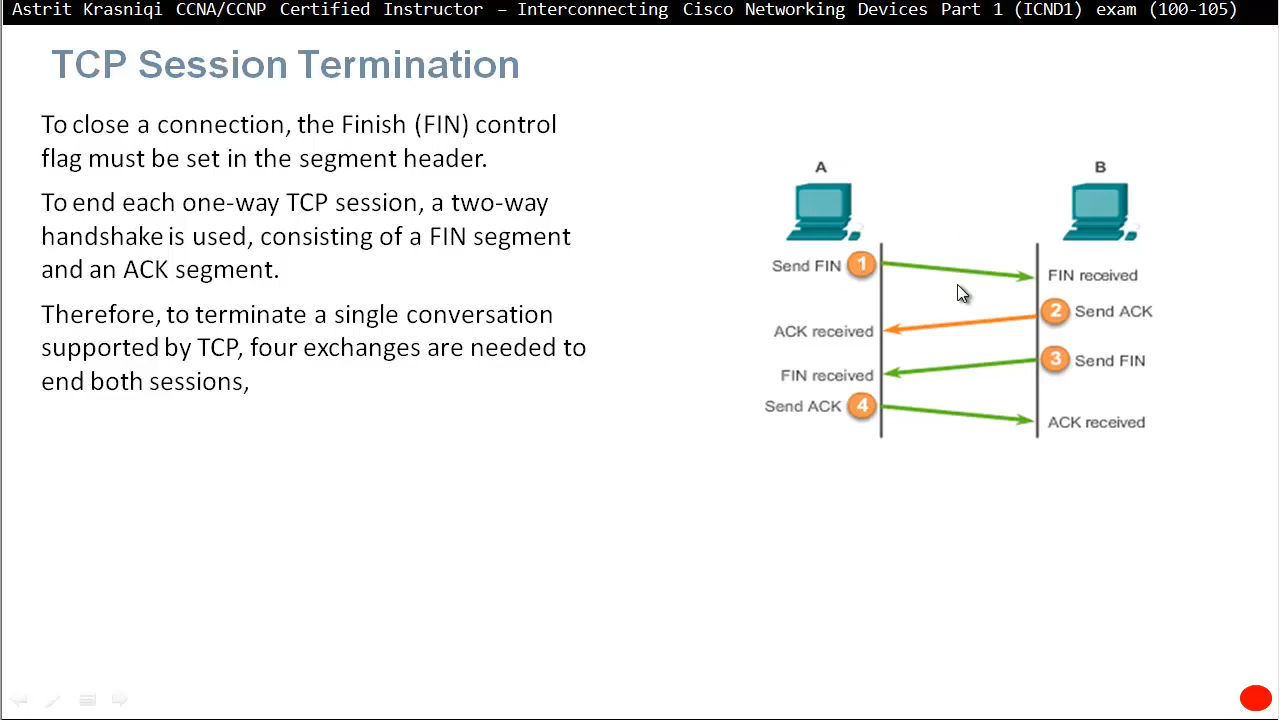 Astrit Krasniqi CCNA/CCNP Certified Instructor – Interconnecting Cisco Networking Devices Part 1 (ICND1) exam (100-105)
TCP Session Termination
To close a connection, the Finish (FIN) control
flag must be set in the segment header.
To end each one-way TCP session, a two-way
handshake is used, consisting of a FIN segment
and an ACK segment.
Therefore, to terminate a single conversation
supported by TCP, four exchanges are needed to
end both sessions,
A
B
Send FIN 1
FIN received
2 Send ACK
ACK received
3 Send FIN
FIN received
Send ACK 4
ACK received